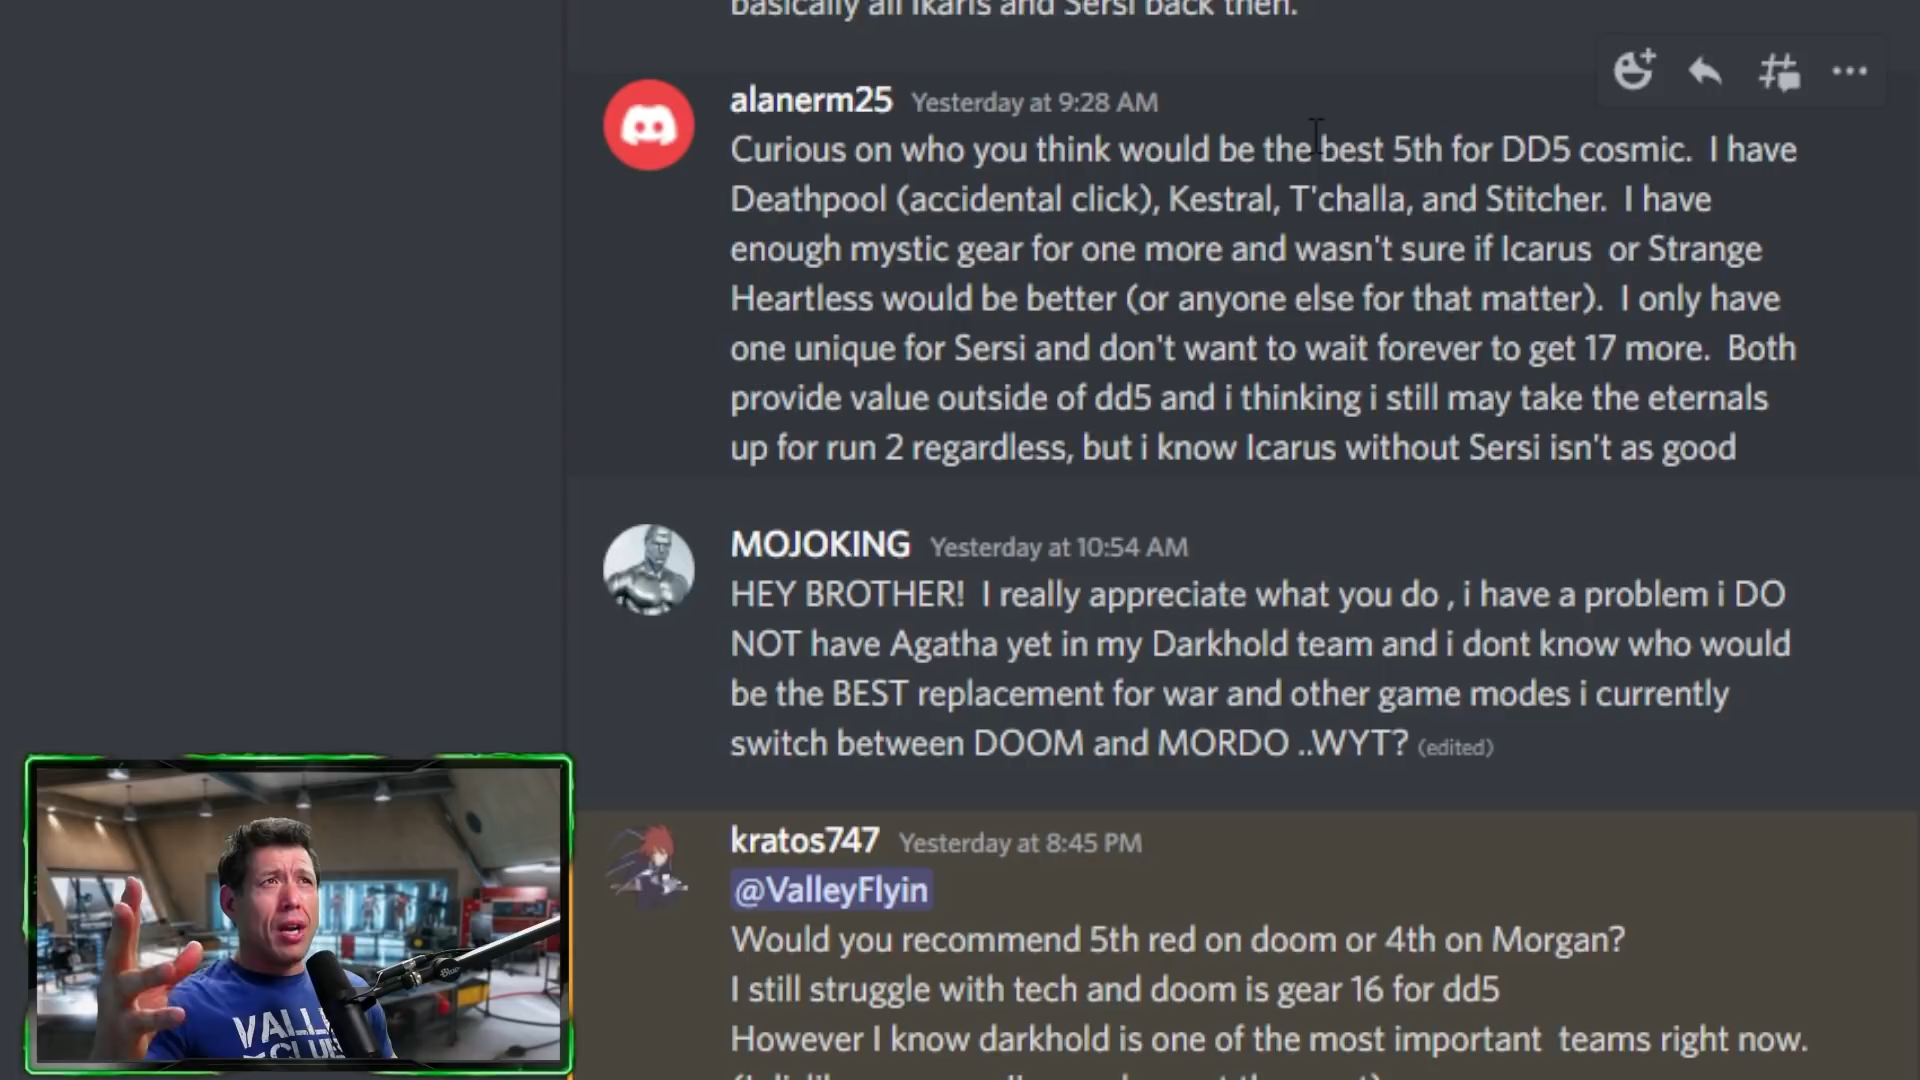 basically all Ikaris and Sersi back then.
alanerm25 Yesterday at 9:28 AM
Curious on who you think would be the best 5th for DD5 cosmic. I have
Deathpool (accidental click), Kestral, T'challa, and Stitcher. I have
enough mystic gear for one more and wasn't sure if Icarus or Strange
Heartless would be better (or anyone else for that matter). I only have
one unique for Sersi and don't want to wait forever to get 17 more. Both
provide value outside of dd5 and i thinking i still may take the eternals
up for run 2 regardless, but i know Icarus without Sersi isn't as good
MOJOKING Yesterday at 10:54 AM
HEY BROTHER! I really appreciate what you do , i have a problem i DO
NOT have Agatha yet in my Darkhold team and i dont know who would
be the BEST replacement for war and other game modes i currently
switch between DOOM and MORDO ..WYT? (edited)
kratos747 Yesterday at 8:45 PM
@ValleyFlyin
Would you recommend 5th red on doom or 4th on Morgan?
I still struggle with tech and doom is gear 16 for dd5
However I know darkhold is one of the most important teams right now.
Blue